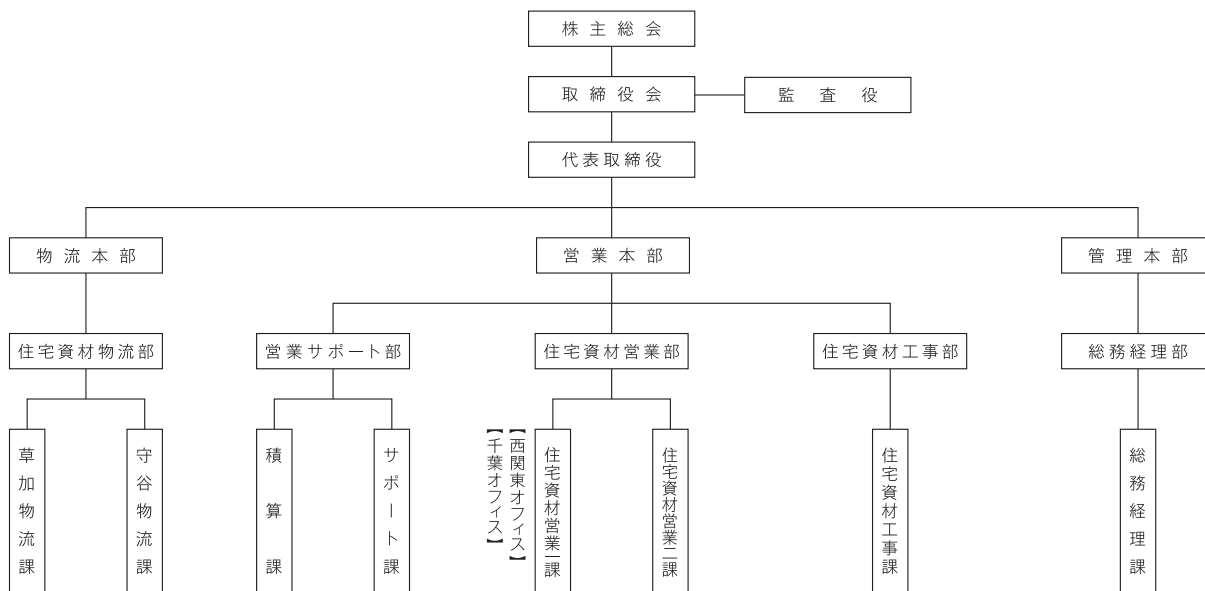 株主総会
取締役会
監査役
代表取締役
物流本部
営業本部
管理本部
住宅資材物流部
営業サポート部
住宅資材営業部
住宅資材工事部
総務経理部
草加物流課
守谷物流課
積算課
サポート課
【千葉オフィス】
【西関東オフィス】
住宅資材営業一課
住宅資材営業二課
住宅資材工事課
総務経理課